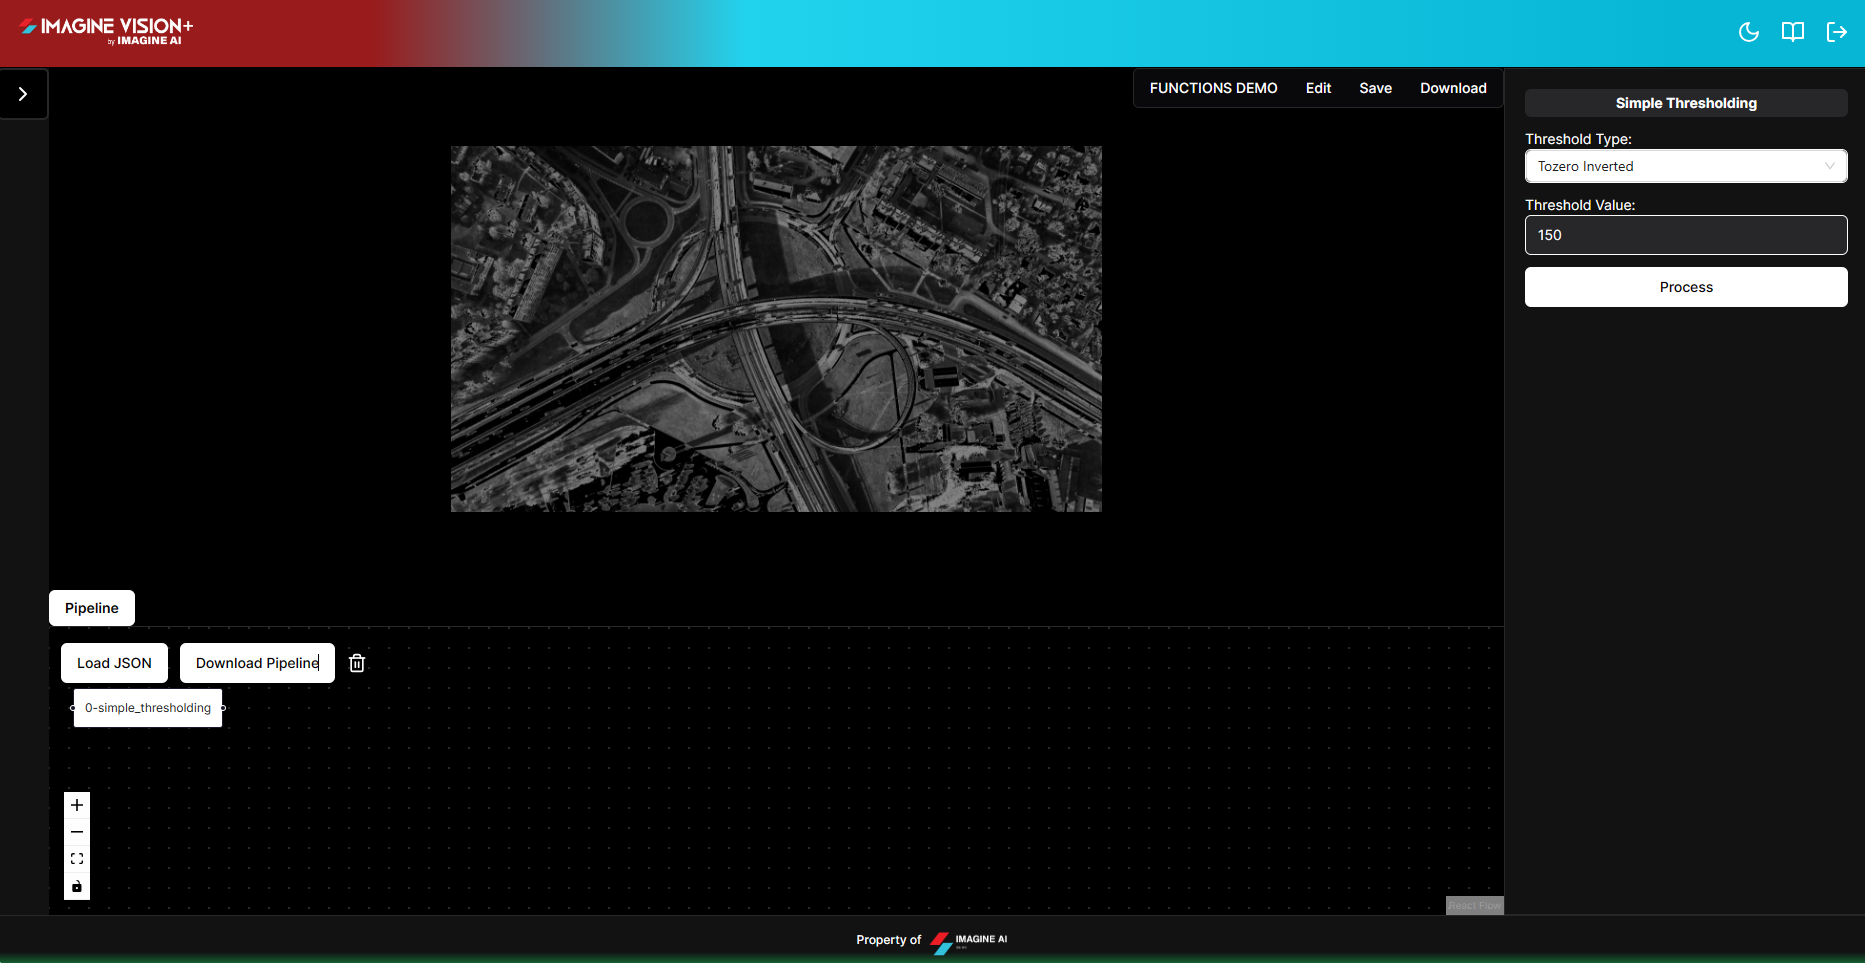 IMAGINE VISION+
by IMAGINE AI
FUNCTIONS DEMO Edit Save Download
Simple Thresholding
Threshold Type:
Tozero Inverted
Threshold Value:
150
Process
Pipeline
Load JSON Download Pipeline
0-simple_thresholding
React Flow
Property of IMAGINE AI